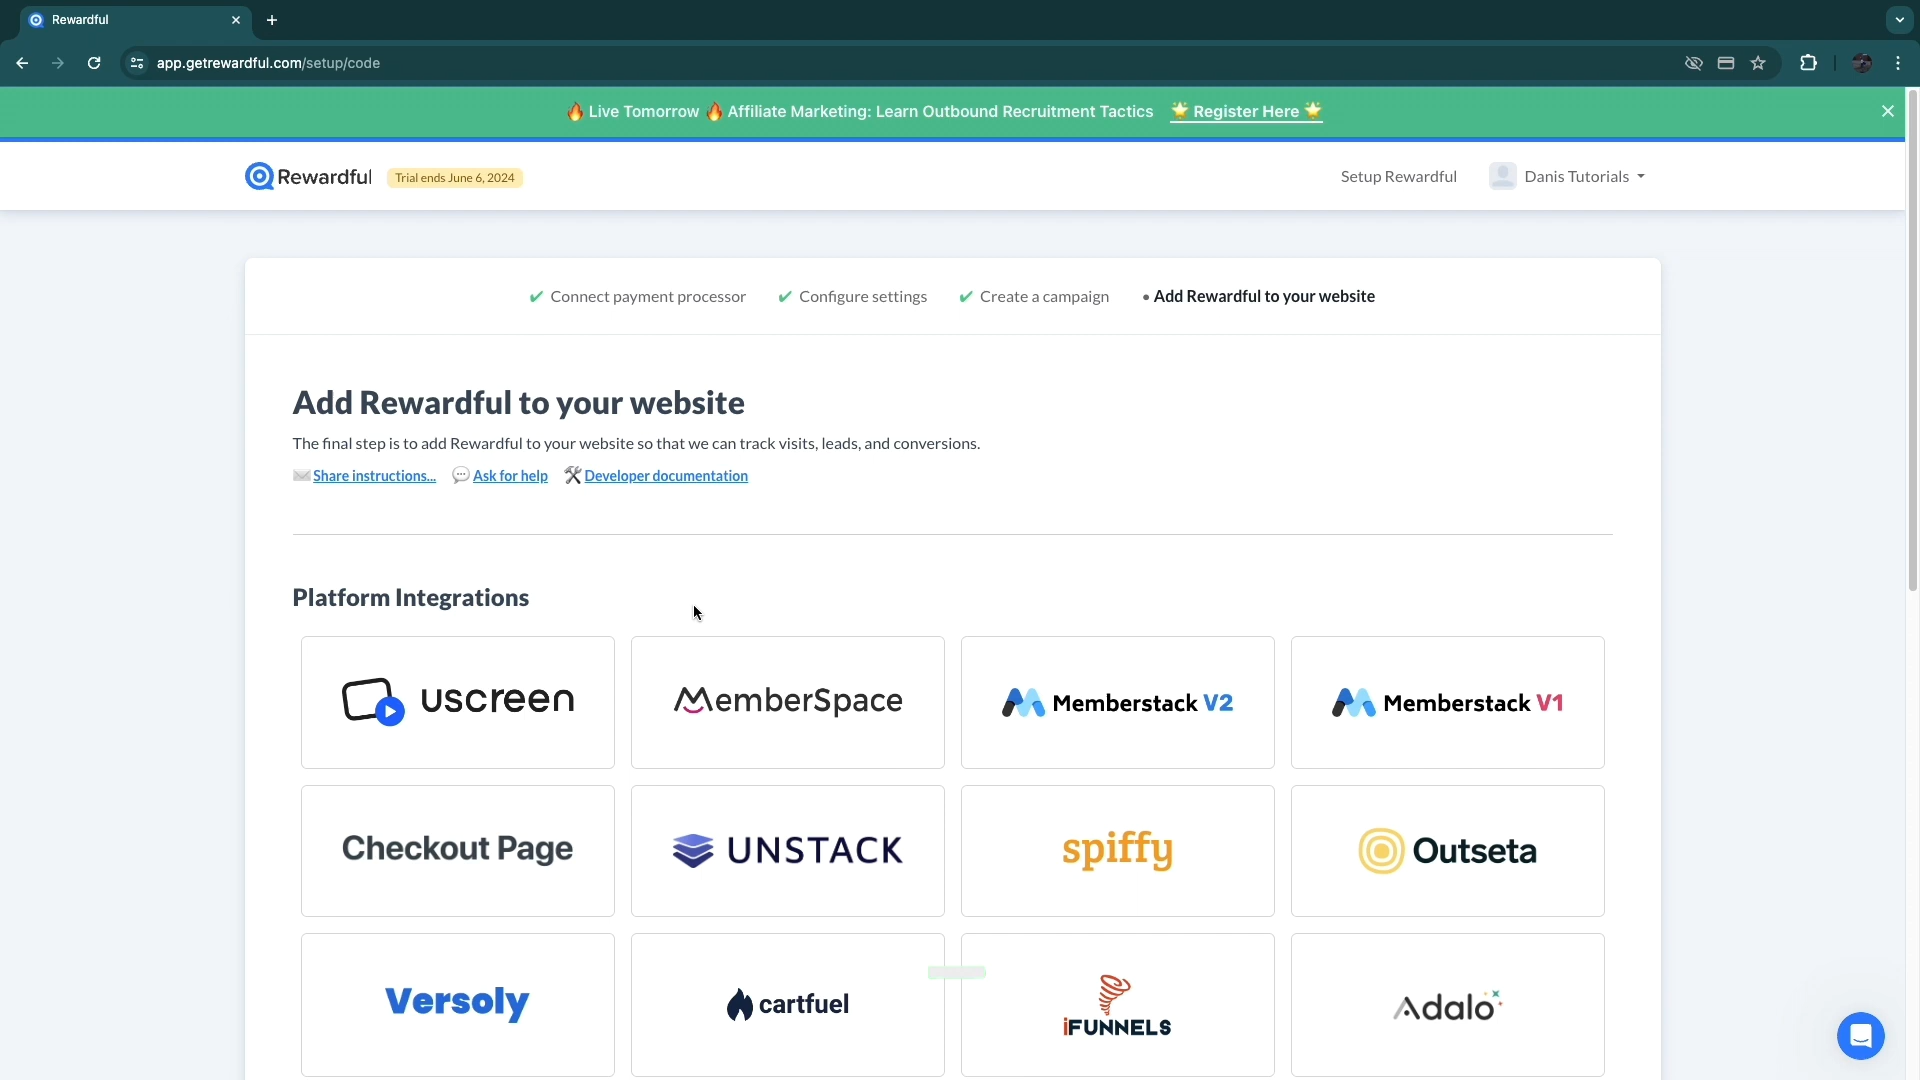 Rewardful
app.getrewardful.com/setup/code
🔥 Live Tomorrow 🔥 Affiliate Marketing: Learn Outbound Recruitment Tactics 🌟 Register Here 🌟
Rewardful Trial ends June 6, 2024 Setup Rewardful Danis Tutorials
✔ Connect payment processor ✔ Configure settings ✔ Create a campaign • Add Rewardful to your website
Add Rewardful to your website
The final step is to add Rewardful to your website so that we can track visits, leads, and conversions.
Share instructions... Ask for help Developer documentation
Platform Integrations
uscreen MemberSpace Memberstack V2 Memberstack V1
Checkout Page UNSTACK spiffy Outseta
Versoly cartfuel iFUNNELS Adalo